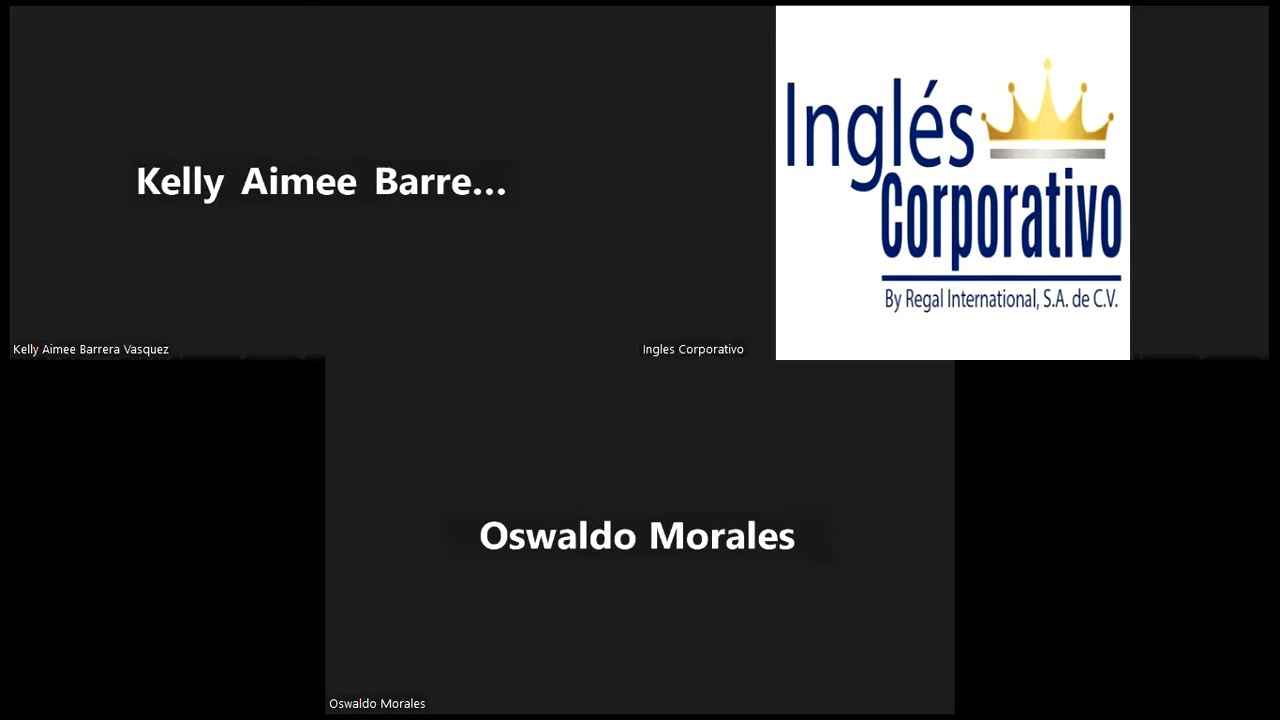 Kelly Aimee Barre...
Kelly Aimee Barrera Vasquez
Inglés
Corporativo
By Regal International, S.A. de C.V.
Ingles Corporativo
Oswaldo Morales
Oswaldo Morales